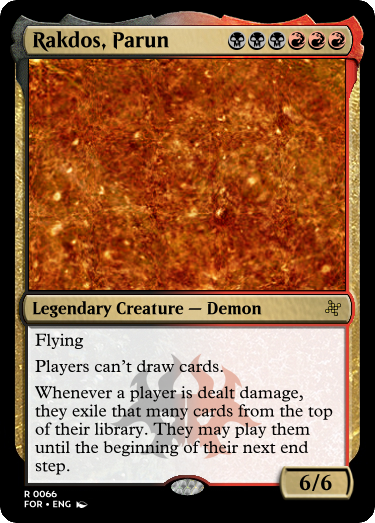 Rakdos, Parun
Legendary Creature — Demon
Flying
Players can't draw cards.
Whenever a player is dealt damage,
they exile that many cards from the top
of their library. They may play them
until the beginning of their next end
step.
6/6
R 0066
FOR • ENG